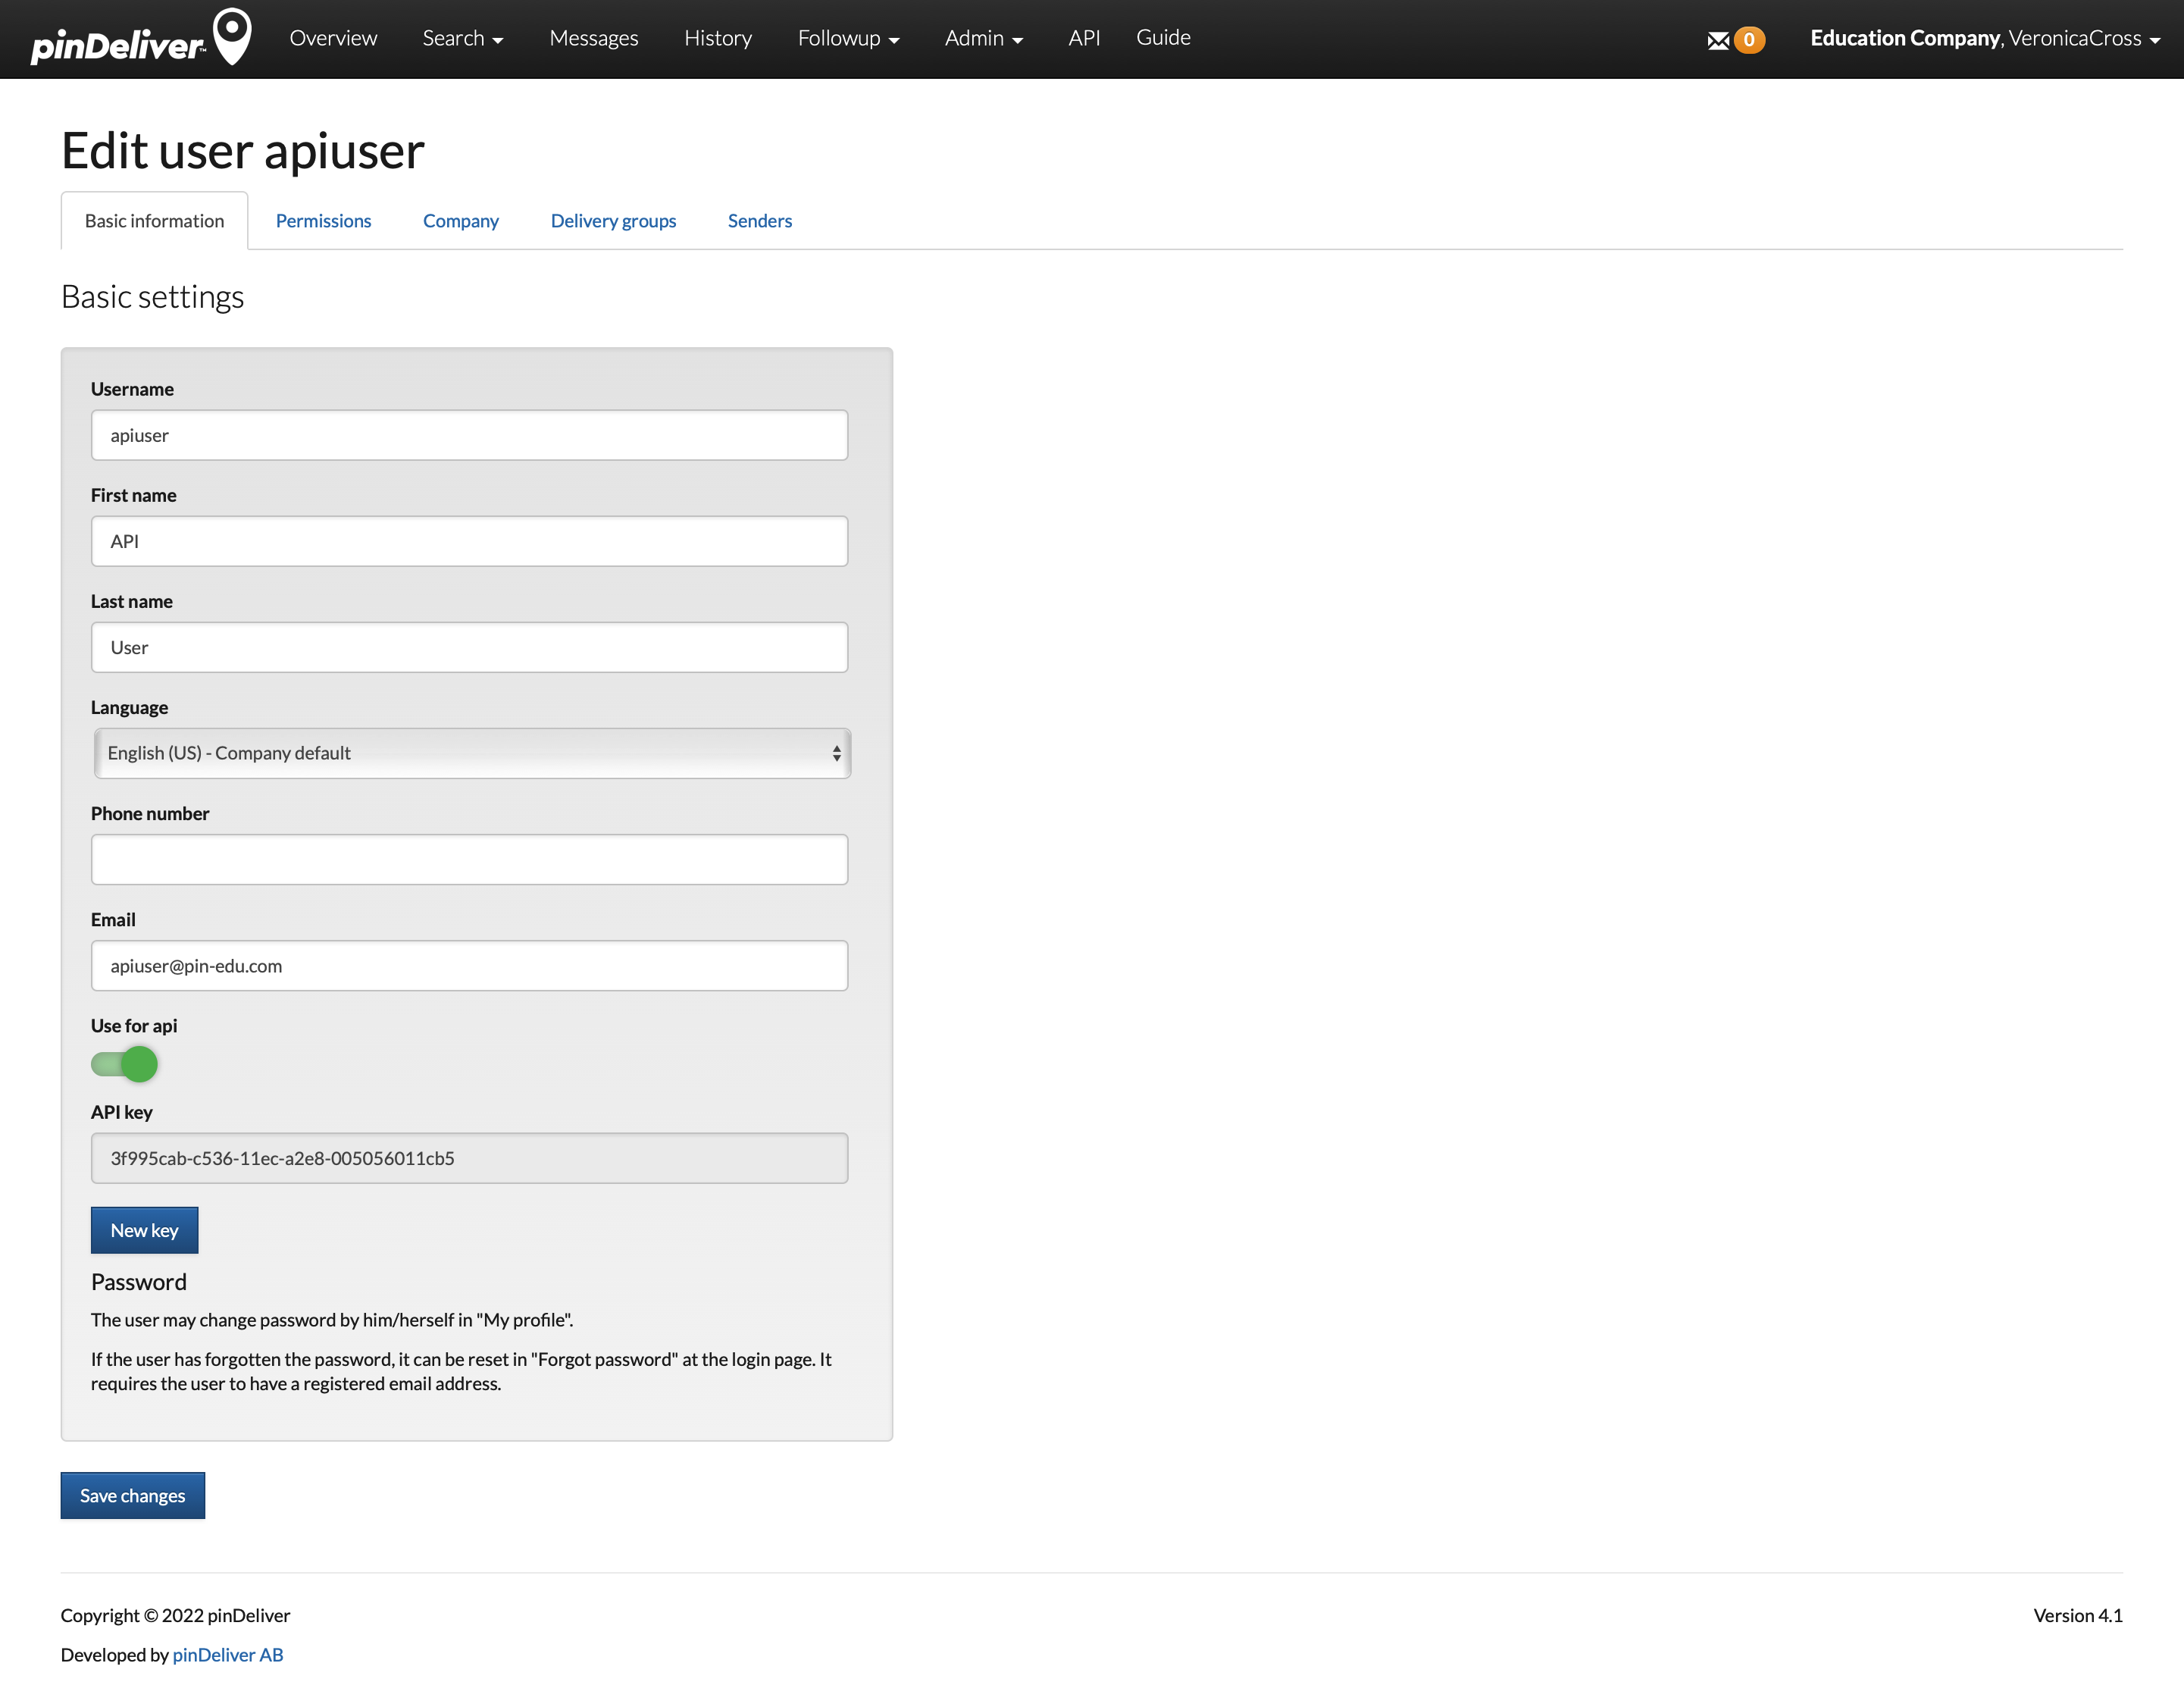 pinDeliver™ Overview Search Messages History Followup Admin API Guide 0 Education Company, VeronicaCross
Edit user apiuser
Basic information Permissions Company Delivery groups Senders
Basic settings
Username
apiuser
First name
API
Last name
User
Language
English (US) - Company default
Phone number
Email
apiuser@pin-edu.com
Use for api
API key
3f995cab-c536-11ec-a2e8-005056011cb5
New key
Password
The user may change password by him/herself in "My profile".
If the user has forgotten the password, it can be reset in "Forgot password" at the login page. It
requires the user to have a registered email address.
Save changes
Copyright © 2022 pinDeliver Version 4.1
Developed by pinDeliver AB